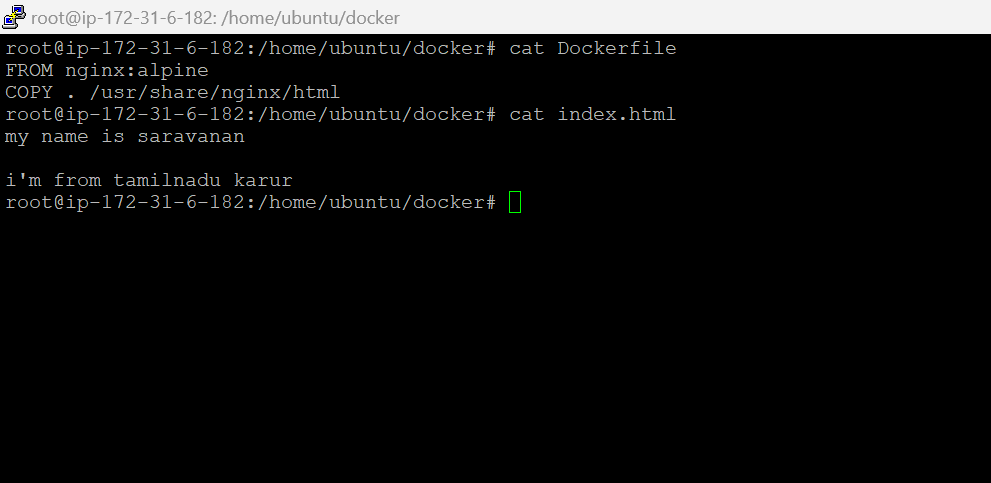 root@ip-172-31-6-182: /home/ubuntu/docker
root@ip-172-31-6-182:/home/ubuntu/docker# cat Dockerfile
FROM nginx:alpine
COPY . /usr/share/nginx/html
root@ip-172-31-6-182:/home/ubuntu/docker# cat index.html
my name is saravanan
i'm from tamilnadu karur
root@ip-172-31-6-182:/home/ubuntu/docker#